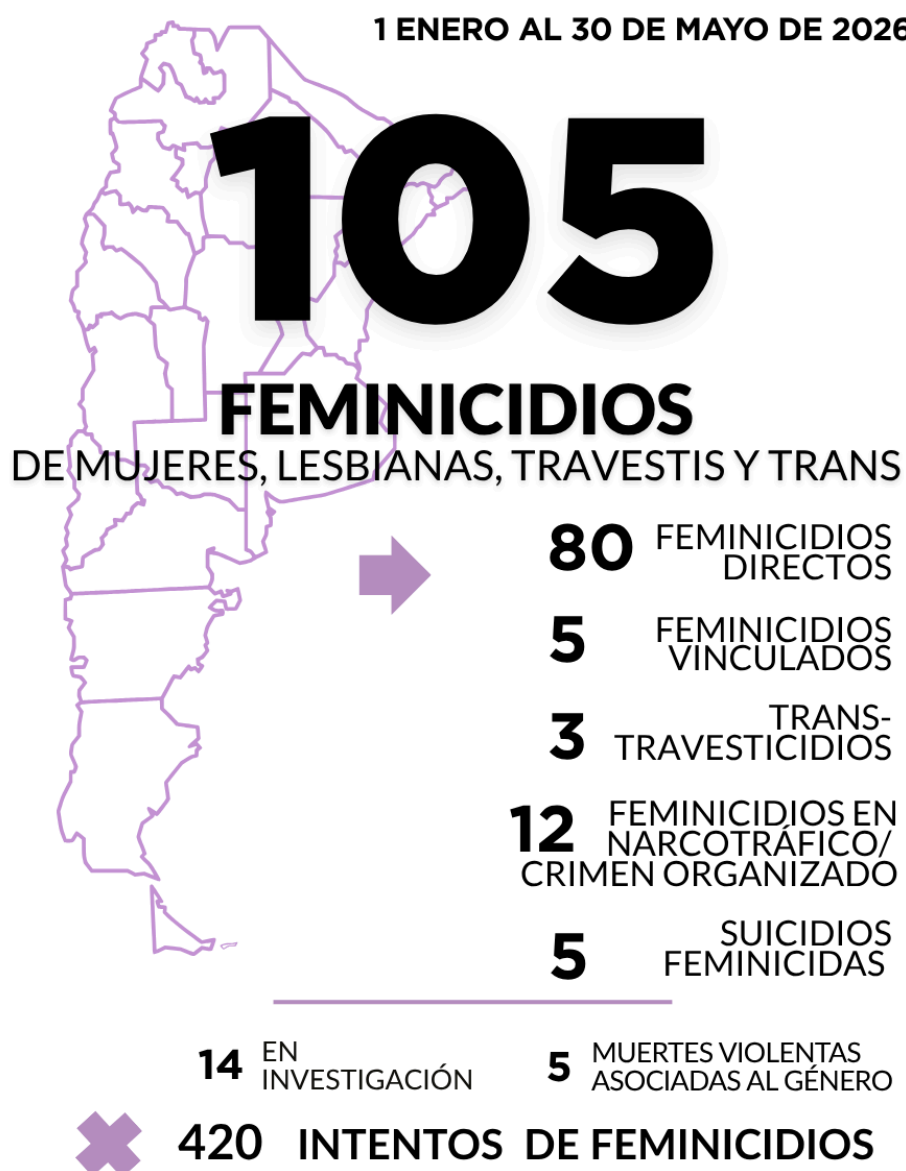 1 ENERO AL 30 DE MAYO DE 2026
105
FEMINICIDIOS
DE MUJERES, LESBIANAS, TRAVESTIS Y TRANS
80 FEMINICIDIOS
DIRECTOS
5 FEMINICIDIOS
VINCULADOS
3 TRANS-
TRAVESTICIDIOS
12 FEMINICIDIOS EN
NARCOTRÁFICO/
CRIMEN ORGANIZADO
5 SUICIDIOS
FEMINICIDAS
14 EN
INVESTIGACIÓN
5 MUERTES VIOLENTAS
ASOCIADAS AL GÉNERO
420 INTENTOS DE FEMINICIDIOS